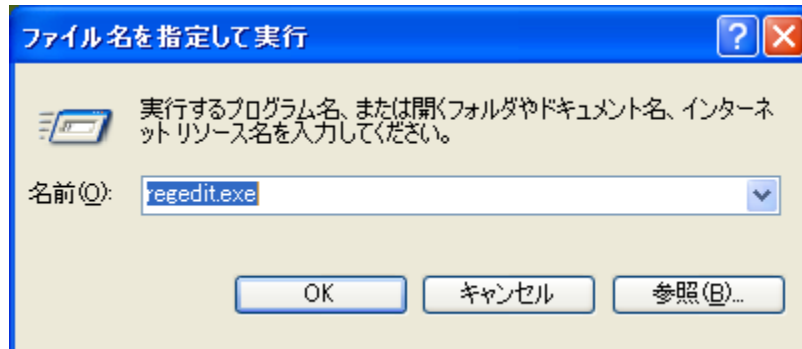 ファイル名を指定して実行
実行するプログラム名、または開くフォルダやドキュメント名、インターネ
ットリソース名を入力してください。
名前(O):
regedit.exe
OK
キャンセル
参照(B)...